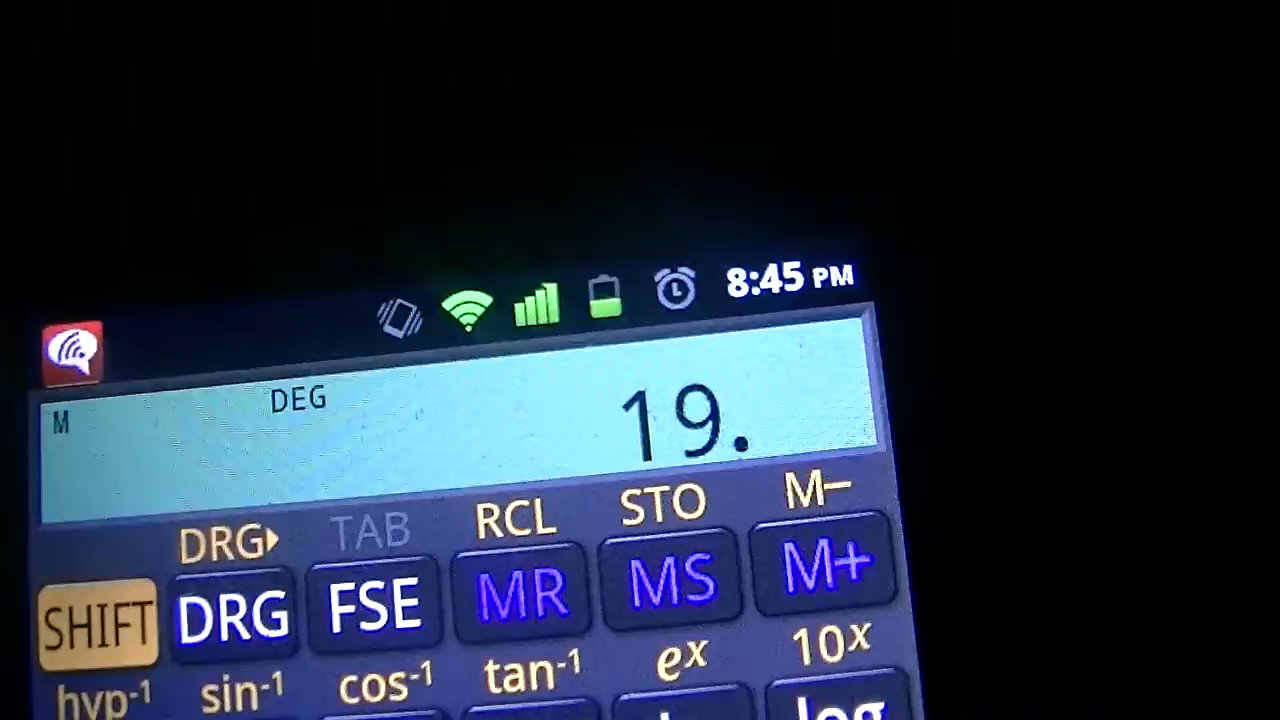 8:45 PM
M DEG
19.
DRG▸ TAB RCL STO M−
SHIFT DRG FSE MR MS M+
hyp-1 sin-1 cos-1 tan-1 ex 10x
log